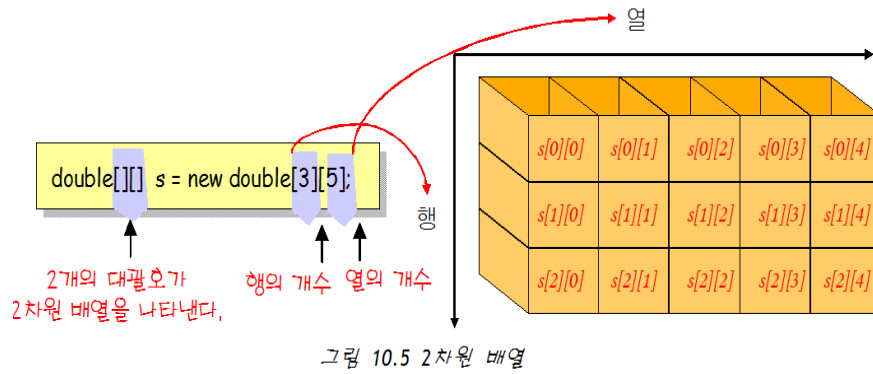 열
double[][] s = new double[3][5];
행
2개의 대괄호가
2차원 배열을 나타낸다.
행의 개수
열의 개수
s[0][0] s[0][1] s[0][2] s[0][3] s[0][4]
s[1][0] s[1][1] s[1][2] s[1][3] s[1][4]
s[2][0] s[2][1] s[2][2] s[2][3] s[2][4]
그림 10.5 2차원 배열